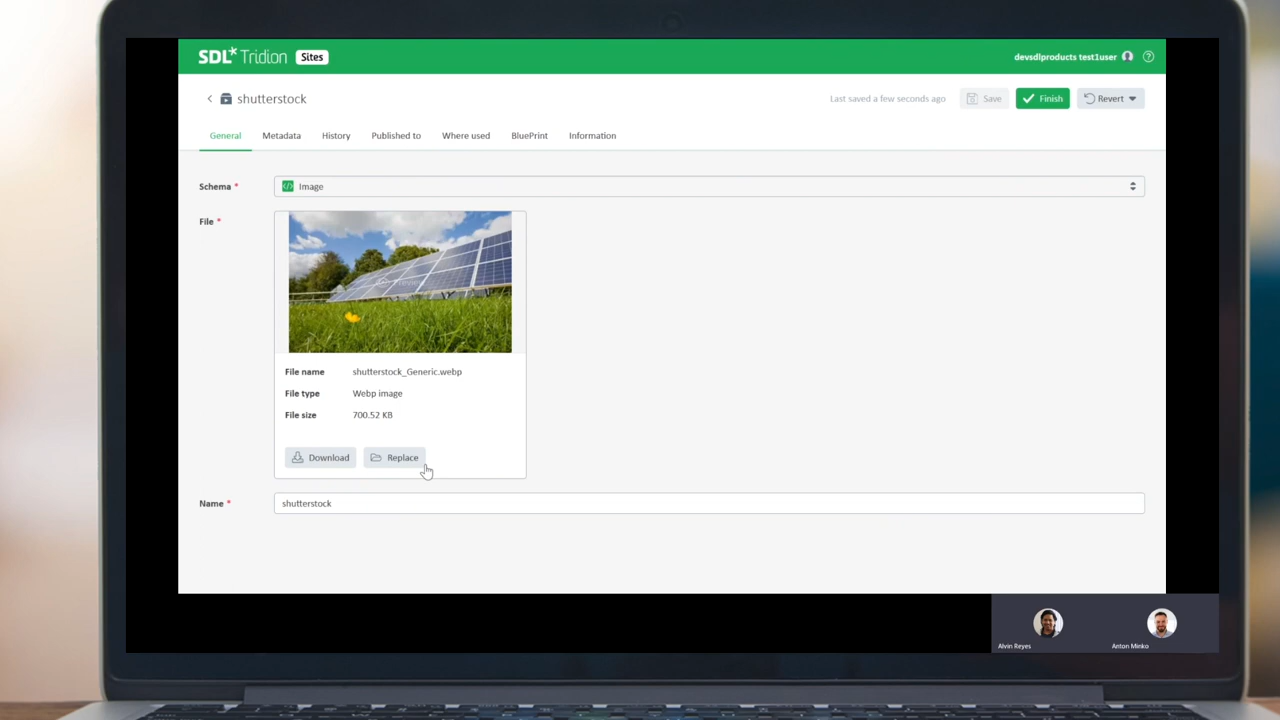 SDL* Tridion Sites
devsdlproducts test1user
shutterstock
Last saved a few seconds ago
Save
Finish
Revert
General Metadata History Published to Where used BluePrint Information
Schema *
Image
File *
Preview
File name shutterstock_Generic.webp
File type Webp image
File size 700.52 KB
Download Replace
Name *
shutterstock
Alvin Reyes
Anton Minko